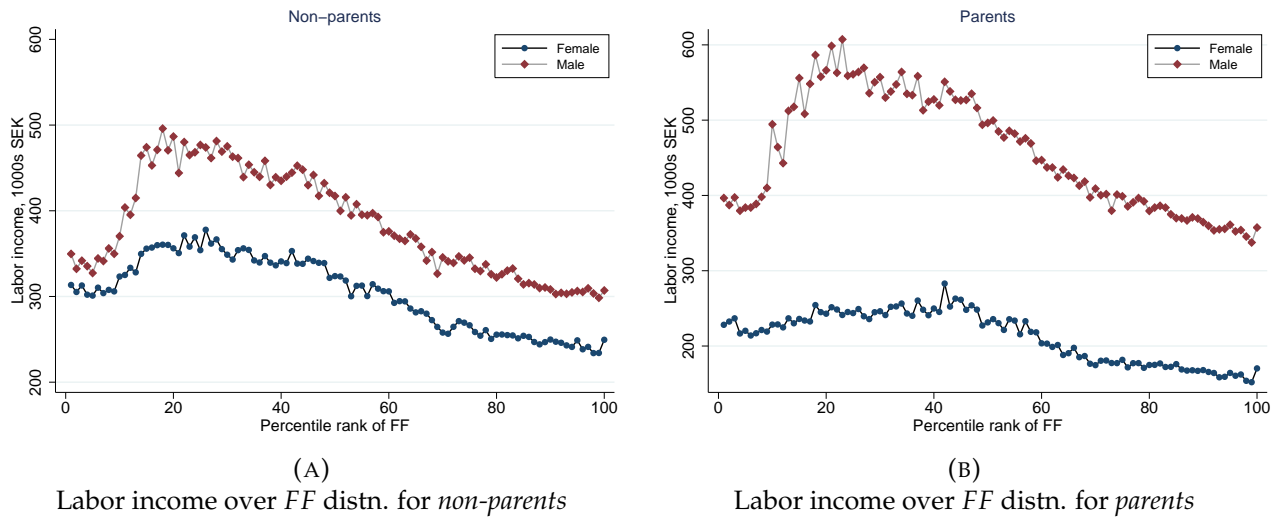 Non−parents
Labor income, 1000s SEK
600
500
400
300
200
0
20
40
60
80
100
Percentile rank of FF
Female
Male
(A)
Labor income over FF distn. for non-parents
Parents
Labor income, 1000s SEK
600
500
400
300
200
0
20
40
60
80
100
Percentile rank of FF
Female
Male
(B)
Labor income over FF distn. for parents